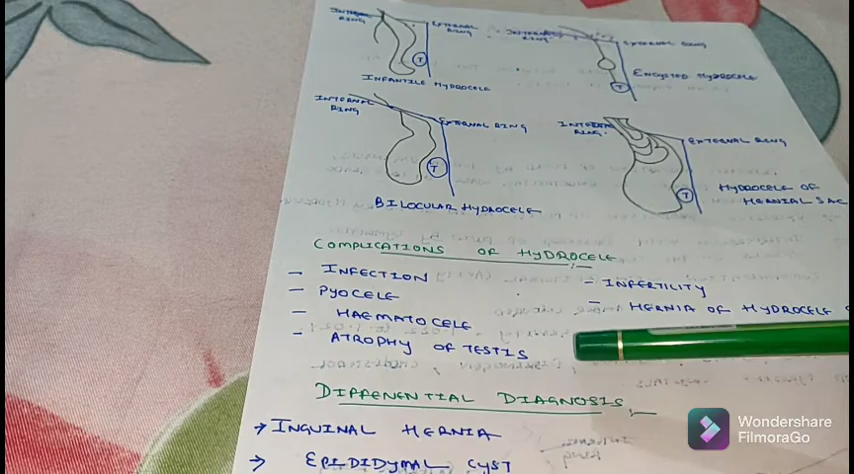 INTERNAL RING
EXTERNAL RING
T
INFANTILE HYDROCELE
INTERNAL RING
EXTERNAL RING
T
ENCYSTED HYDROCELE
INTERNAL RING
EXTERNAL RING
T
BILOCULAR HYDROCELE
INTERNAL RING.
EXTERNAL RING
T
HYDROCELE OF
HERNIAL SAC
COMPLICATIONS OF HYDROCELE:-
- INFECTION
- PYOCELE
- HAEMATOCELE
- ATROPHY OF TESTIS
- INFERTILITY
- HERNIA OF HYDROCELE
DIFFENENTIAL DIAGNOSIS:-
→ INGUINAL HERNIA
→ EPIDIDYMAL CYST
Wondershare
FilmoraGo